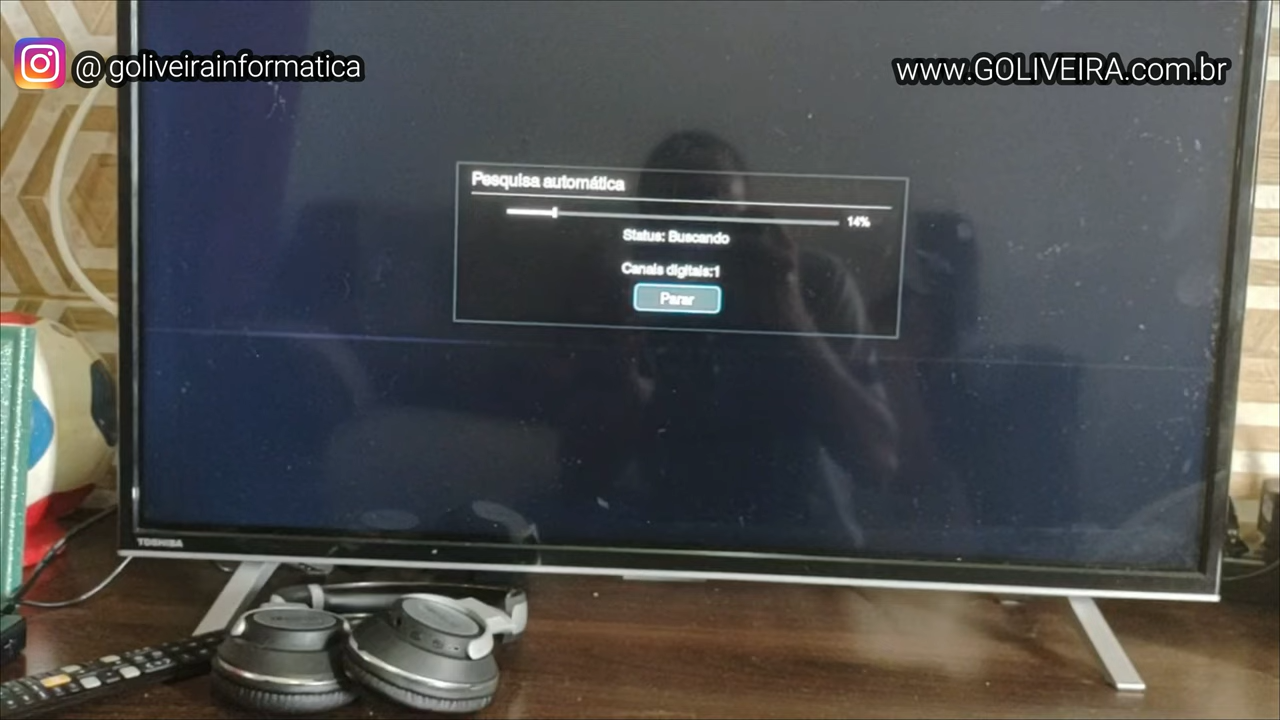 @ goliveirainformatica
www.GOLIVEIRA.com.br
Pesquisa automática
14%
Status: Buscando
Canais digitais:1
Parar
TOSHIBA